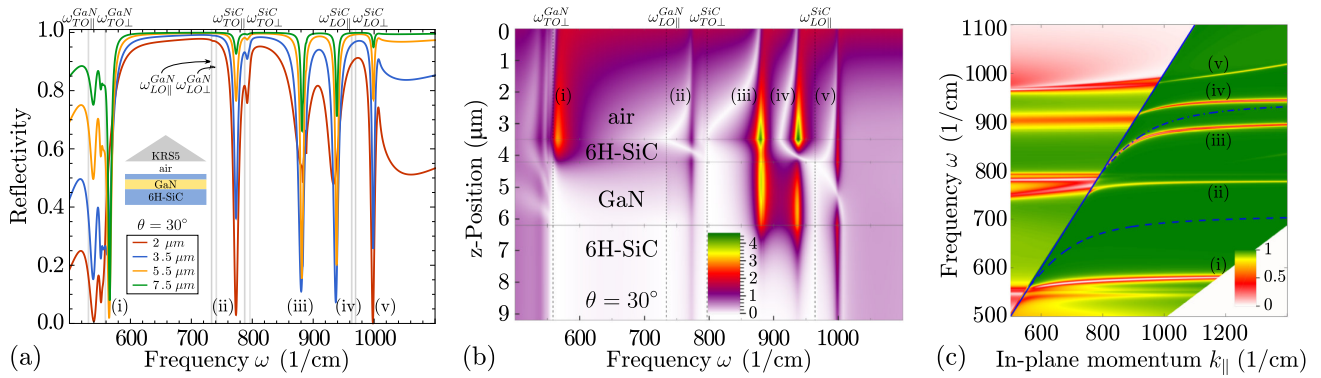 ω_{TO∥}^{GaN} ω_{TO⊥}^{GaN} ω_{TO∥}^{SiC} ω_{TO⊥}^{SiC} ω_{LO∥}^{SiC} ω_{LO⊥}^{SiC}
1.0
0.8
0.6
0.4
0.2
0.0
Reflectivity
ω_{LO∥}^{GaN} ω_{LO⊥}^{GaN}
KRS5
air
GaN
6H-SiC
θ = 30°
2 μm
3.5 μm
5.5 μm
7.5 μm
(i) (ii) (iii) (iv) (v)
600 700 800 900 1000
Frequency ω (1/cm)
(a)
ω_{TO⊥}^{GaN} ω_{LO∥}^{GaN} ω_{TO⊥}^{SiC} ω_{LO∥}^{SiC}
0
1
2
3
4
5
6
7
8
9
z-Position (μm)
(i) (ii) (iii) (iv) (v)
air
6H-SiC
GaN
6H-SiC
θ = 30°
4
3
2
1
0
600 700 800 900 1000
Frequency ω (1/cm)
(b)
1100
1000
900
800
700
600
500
Frequency ω (1/cm)
(v)
(iv)
(iii)
(ii)
(i)
1
0.5
0
600 800 1000 1200
In-plane momentum k_∥ (1/cm)
(c)